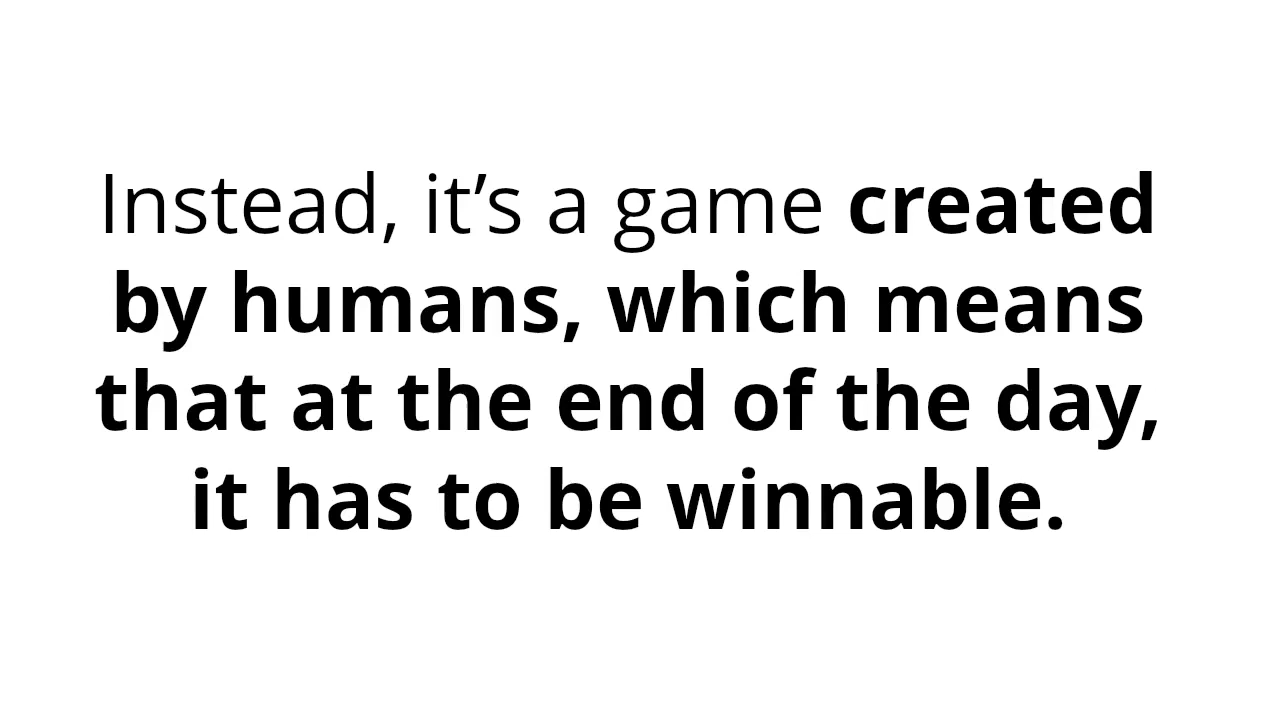 Instead, it’s a game created
by humans, which means
that at the end of the day,
it has to be winnable.